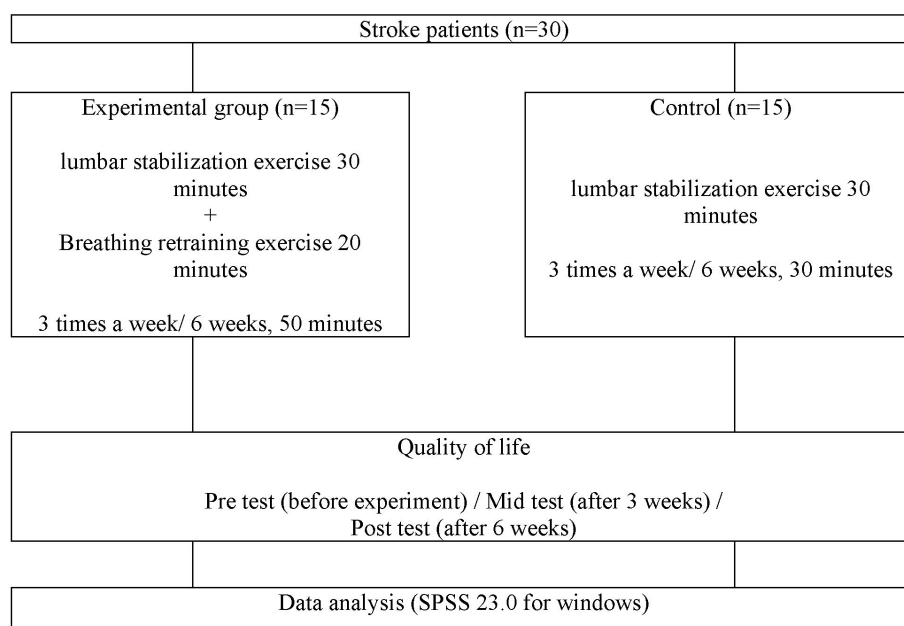 Stroke patients (n=30)
Experimental group (n=15)
lumbar stabilization exercise 30
minutes
+
Breathing retraining exercise 20
minutes
3 times a week/ 6 weeks, 50 minutes
Control (n=15)
lumbar stabilization exercise 30
minutes
3 times a week/ 6 weeks, 30 minutes
Quality of life
Pre test (before experiment) / Mid test (after 3 weeks) /
Post test (after 6 weeks)
Data analysis (SPSS 23.0 for windows)